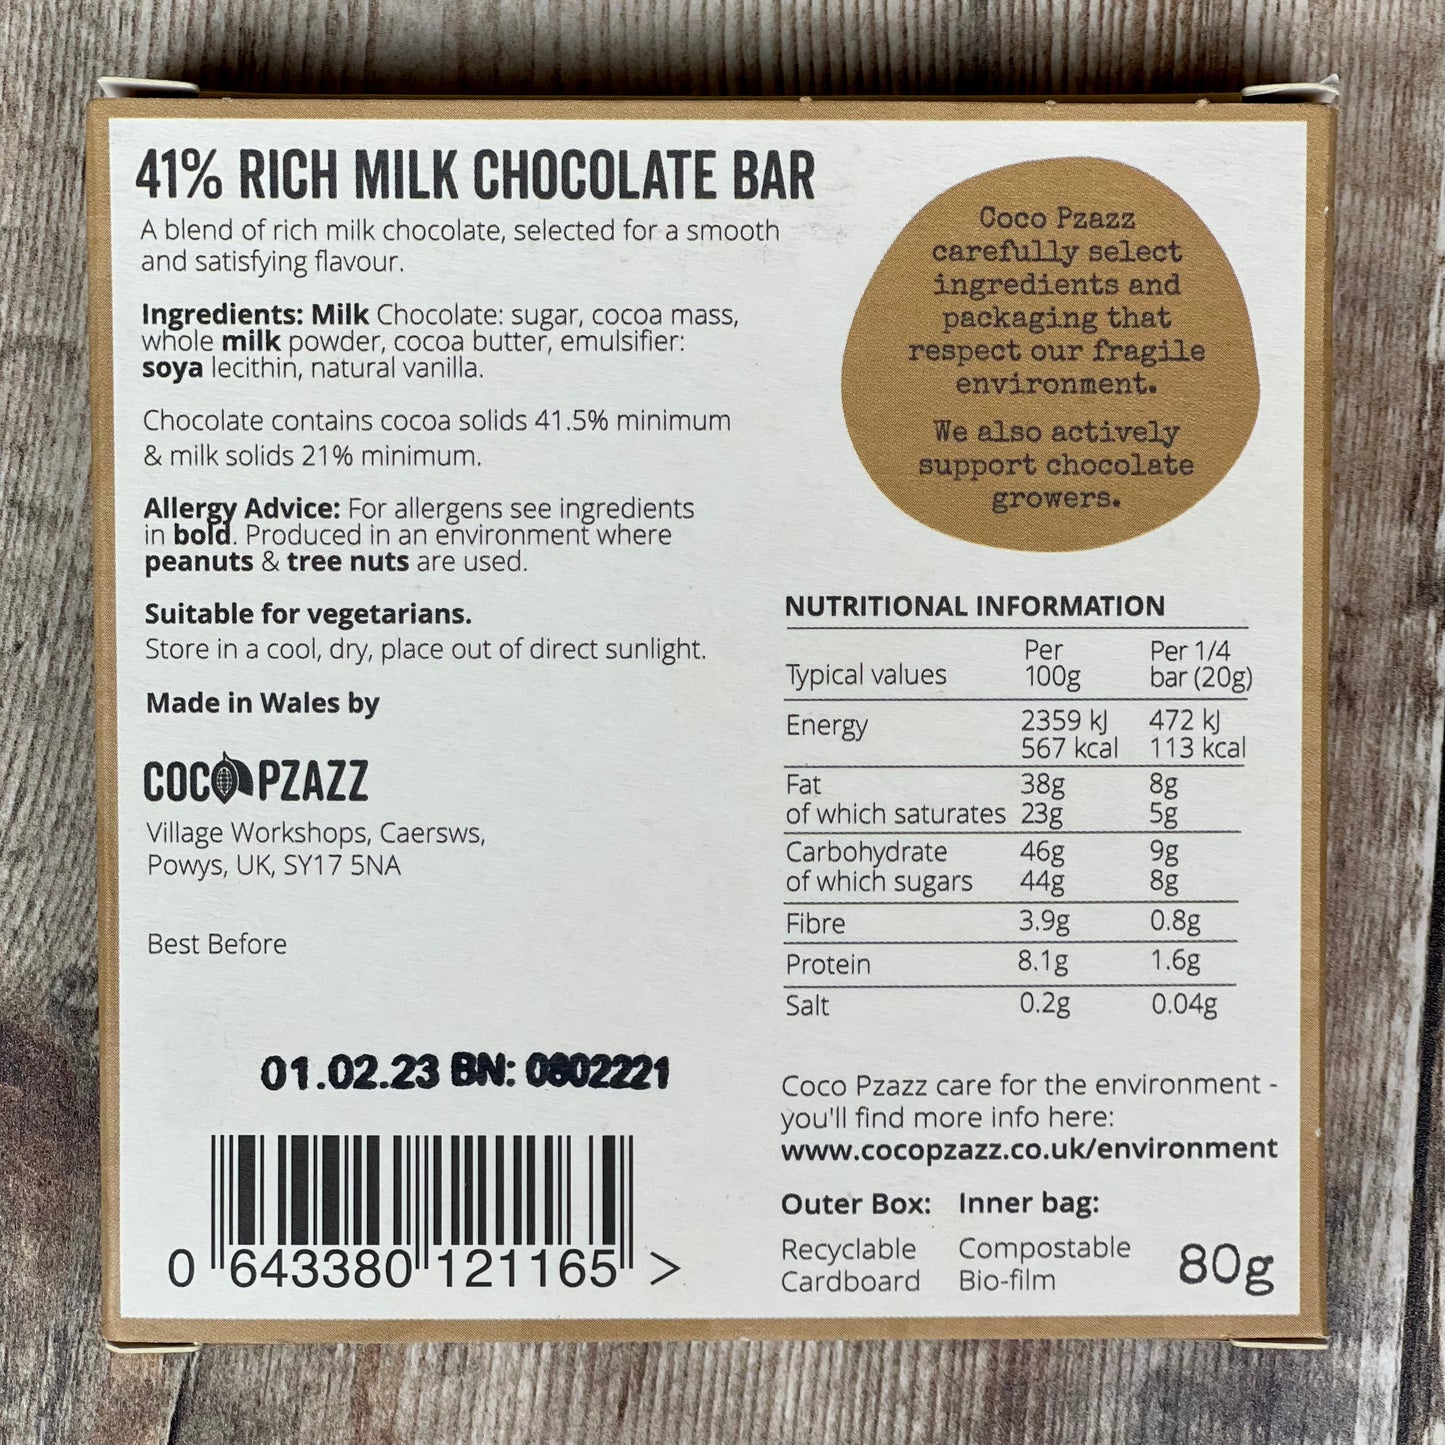 41% RICH MILK CHOCOLATE BAR
A blend of rich milk chocolate, selected for a smooth
and satisfying flavour.
Ingredients: Milk Chocolate: sugar, cocoa mass,
whole milk powder, cocoa butter, emulsifier:
soya lecithin, natural vanilla.
Chocolate contains cocoa solids 41.5% minimum
& milk solids 21% minimum.
Allergy Advice: For allergens see ingredients
in bold. Produced in an environment where
peanuts & tree nuts are used.
Suitable for vegetarians.
Store in a cool, dry, place out of direct sunlight.
Made in Wales by
COCO PZAZZ
Village Workshops, Caersws,
Powys, UK, SY17 5NA
Best Before
01.02.23 BN: 0802221
0 643380 121165 >
Coco Pzazz
carefully select
ingredients and
packaging that
respect our fragile
environment.
We also actively
support chocolate
growers.
NUTRITIONAL INFORMATION
Per Per 1/4
Typical values 100g bar (20g)
Energy 2359 kJ 472 kJ
567 kcal 113 kcal
Fat 38g 8g
of which saturates 23g 5g
Carbohydrate 46g 9g
of which sugars 44g 8g
Fibre 3.9g 0.8g
Protein 8.1g 1.6g
Salt 0.2g 0.04g
Coco Pzazz care for the environment -
you'll find more info here:
www.cocopzazz.co.uk/environment
Outer Box: Inner bag:
Recyclable Compostable
Cardboard Bio-film
80g